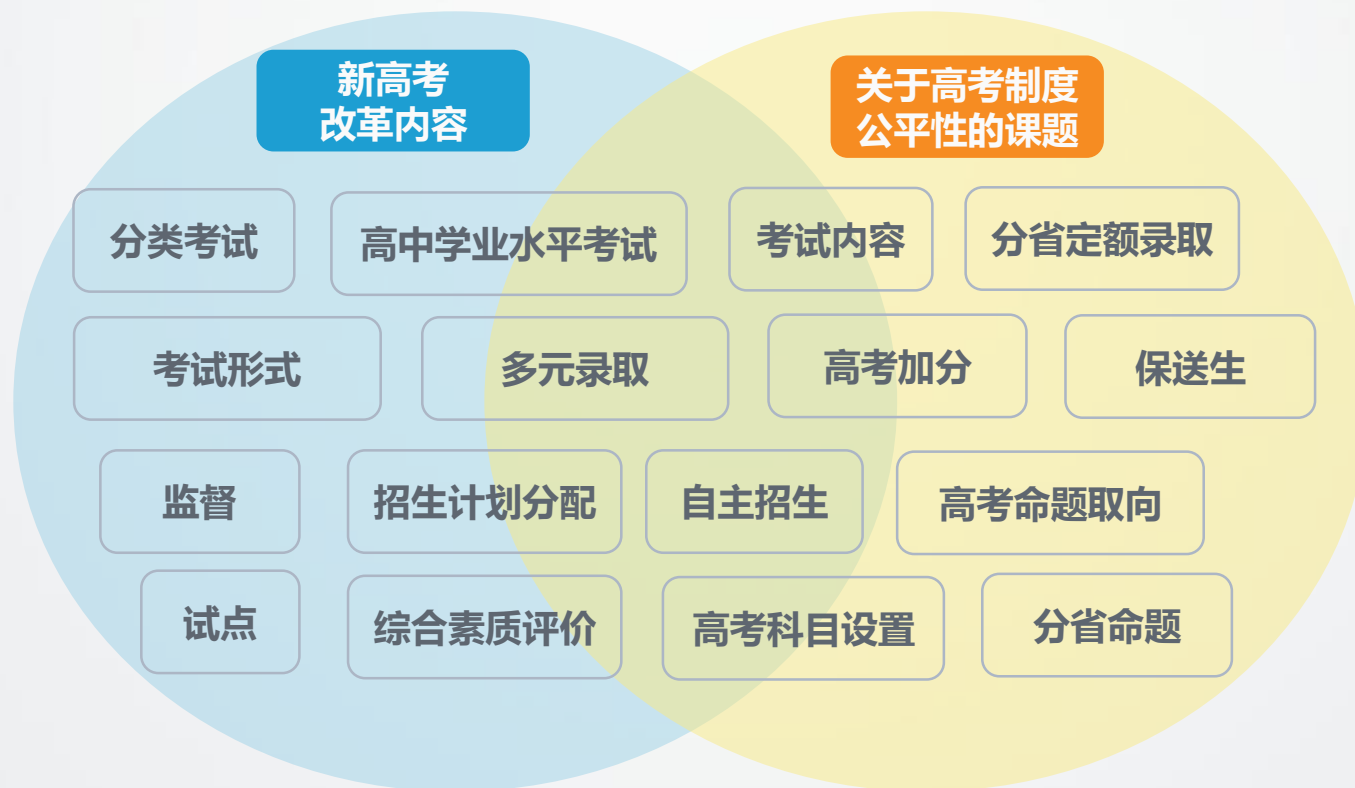 新高考
改革内容
关于高考制度
公平性的课题
分类考试
高中学业水平考试
考试内容
分省定额录取
考试形式
多元录取
高考加分
保送生
监督
招生计划分配
自主招生
高考命题取向
试点
综合素质评价
高考科目设置
分省命题